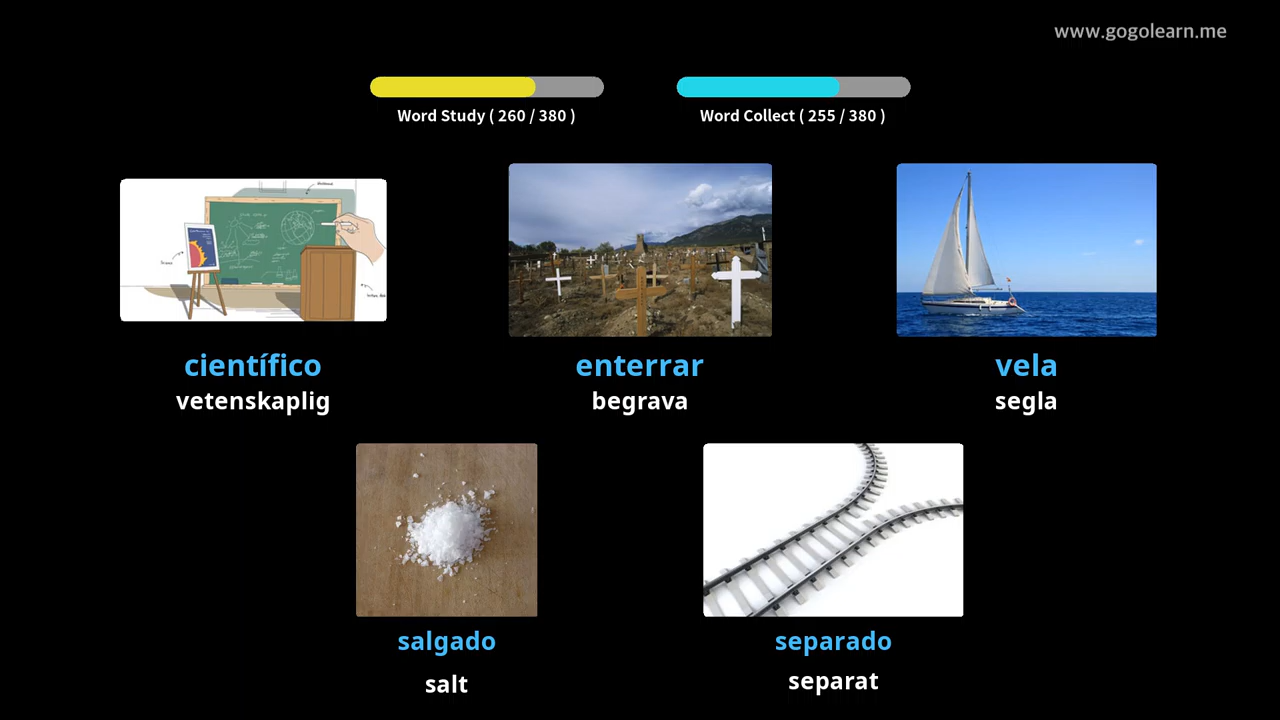 www.gogolearn.me
Word Study ( 260 / 380 )
Word Collect ( 255 / 380 )
científico
vetenskaplig
enterrar
begrava
vela
segla
salgado
salt
separado
separat